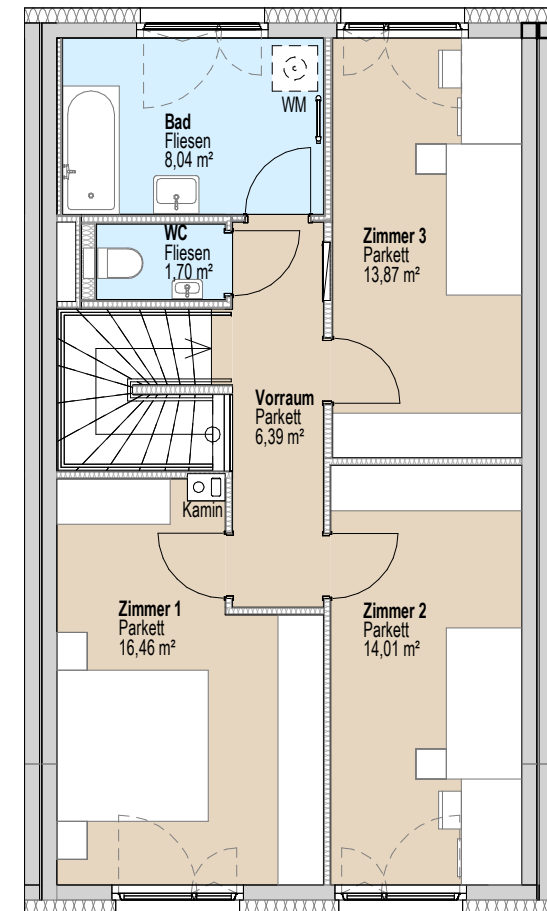 WM
Bad
Fliesen
8,04 m²
WC
Fliesen
1,70 m²
Zimmer 3
Parkett
13,87 m²
Vorraum
Parkett
6,39 m²
Kamin
Zimmer 1
Parkett
16,46 m²
Zimmer 2
Parkett
14,01 m²